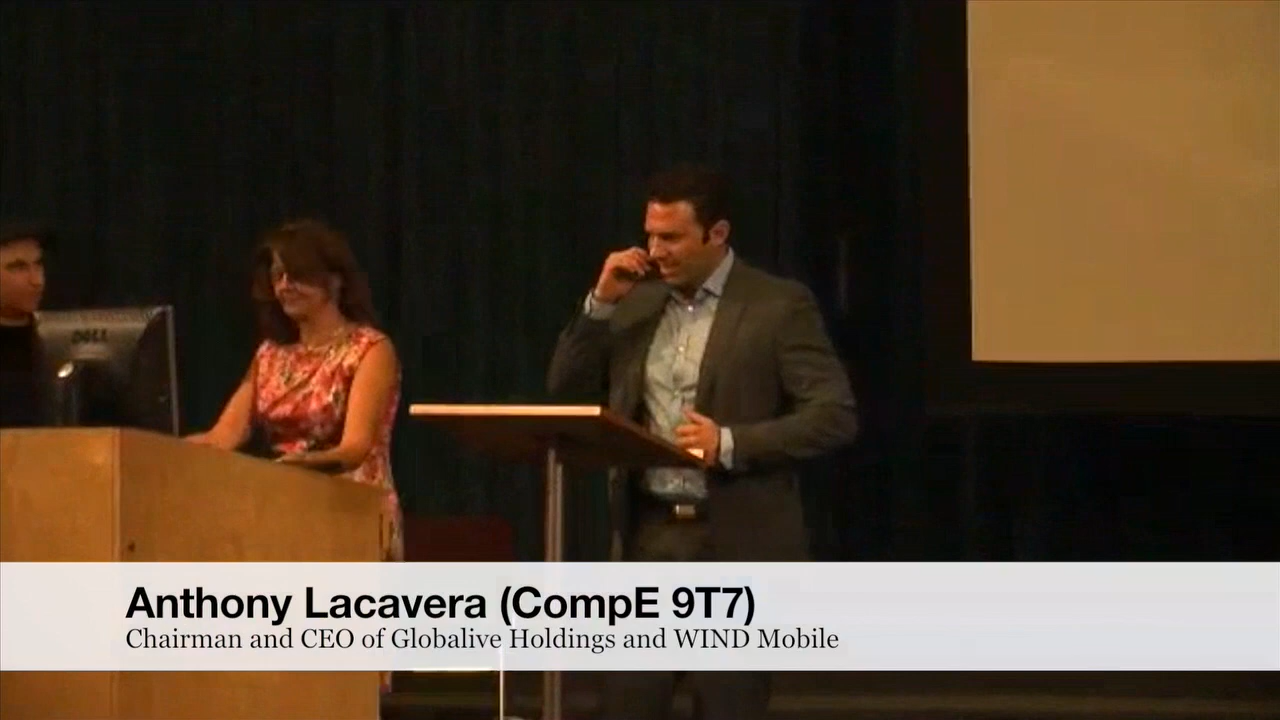 DELL
Anthony Lacavera (CompE 9T7)
Chairman and CEO of Globalive Holdings and WIND Mobile